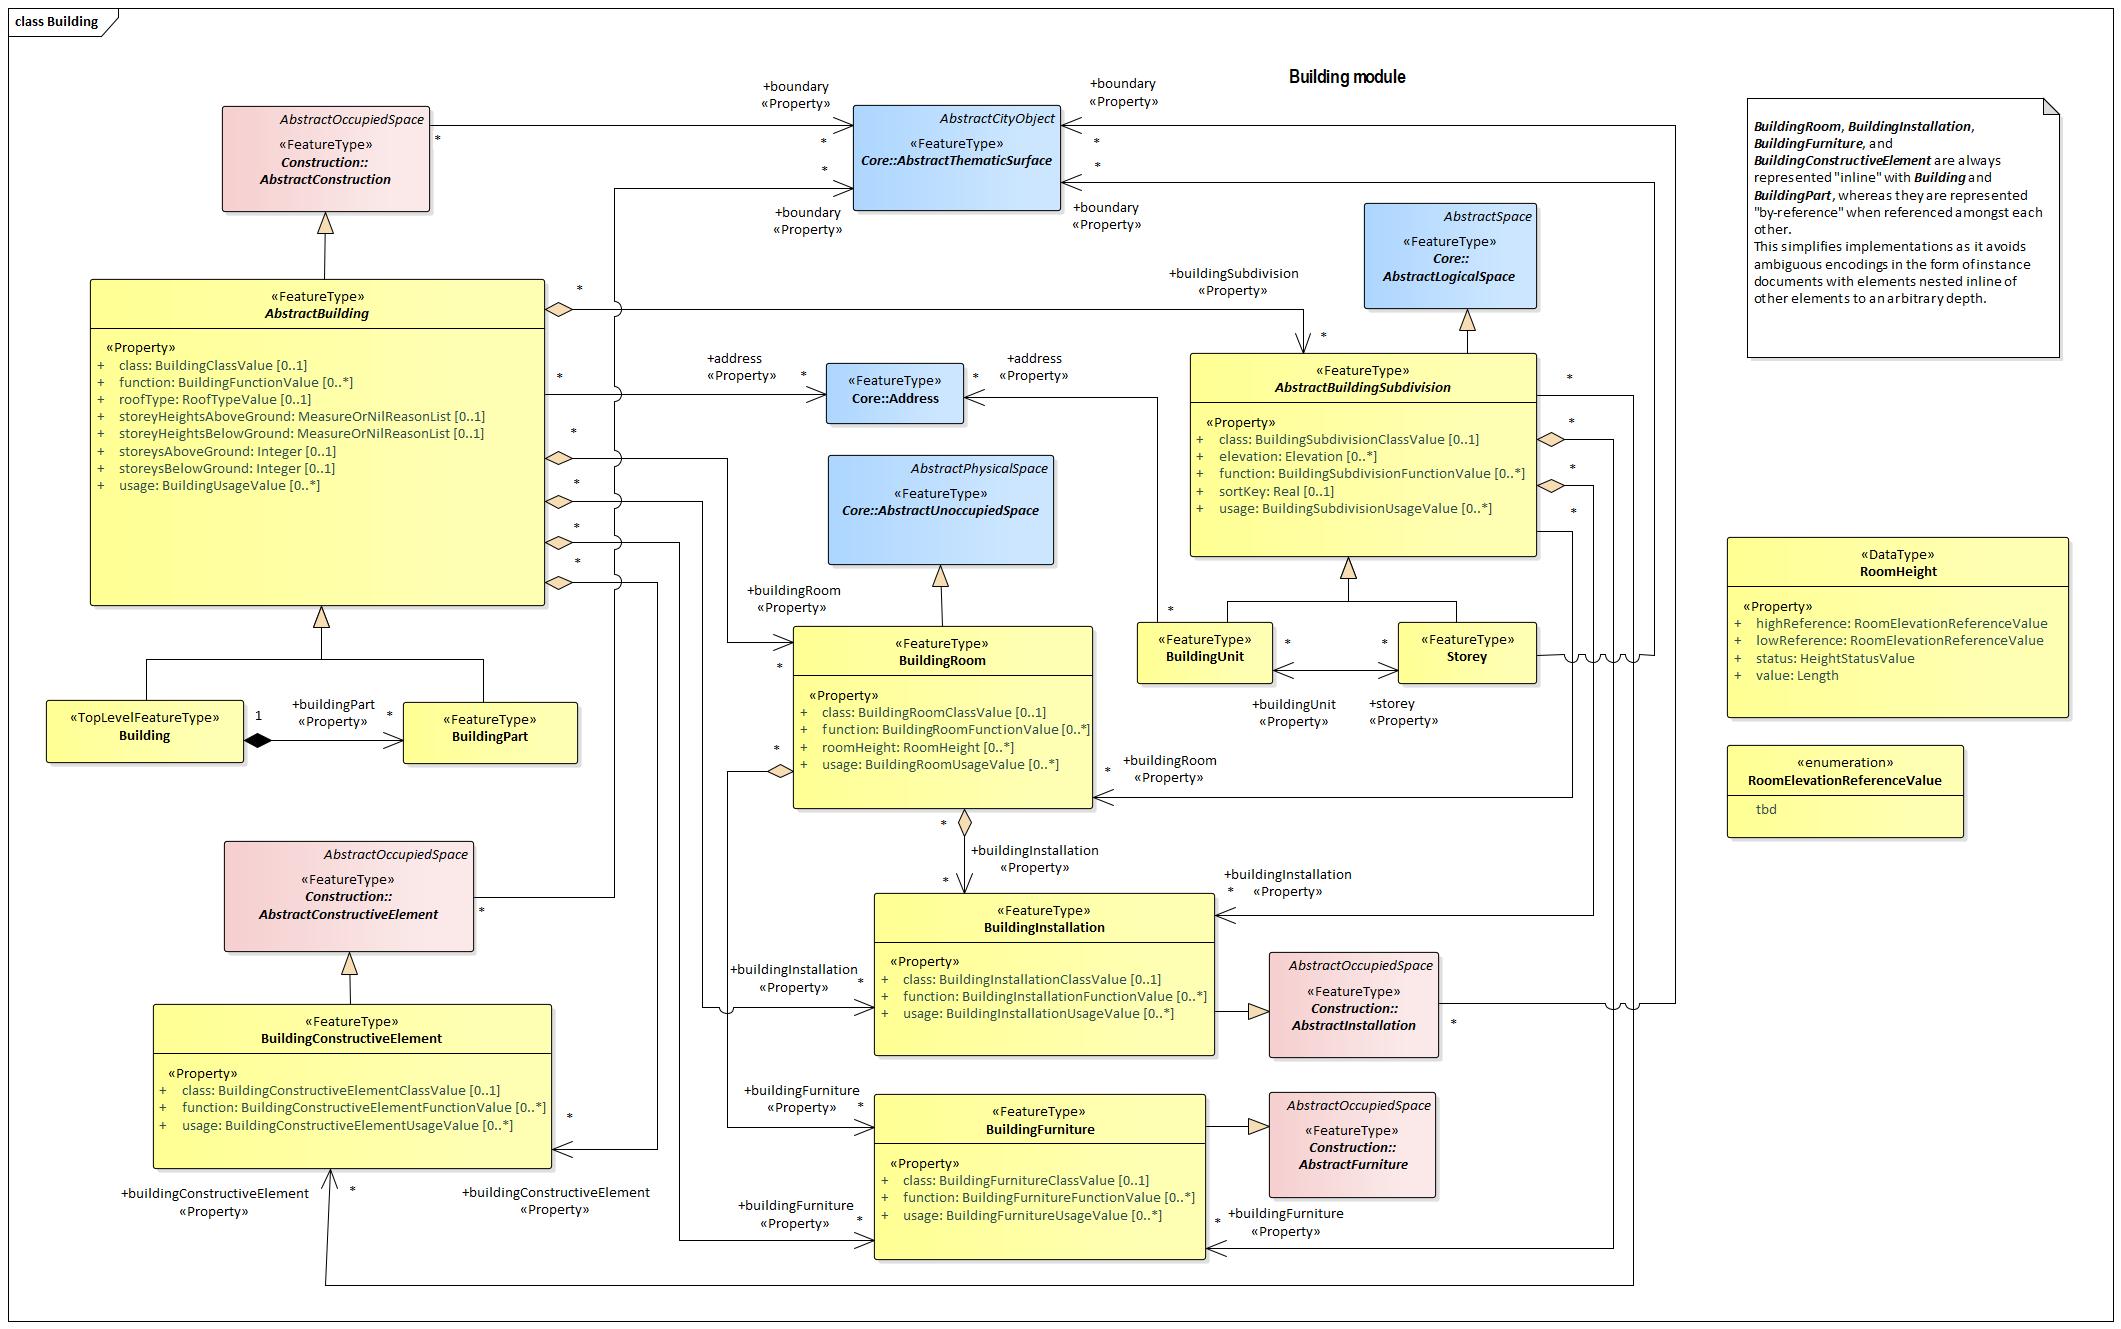 class Building
Building module
+boundary
«Property»
*
*
AbstractOccupiedSpace
«FeatureType»
Construction::
AbstractConstruction
AbstractCityObject
«FeatureType»
Core::AbstractThematicSurface
+boundary
«Property»
*
*
+boundary
«Property»
*
+boundary
«Property»
BuildingRoom, BuildingInstallation,
BuildingFurniture, and
BuildingConstructiveElement are always
represented "inline" with Building and
BuildingPart, whereas they are represented
"by-reference" when referenced amongst each
other.
This simplifies implementations as it avoids
ambiguous encodings in the form of instance
documents with elements nested inline of
other elements to an arbitrary depth.
AbstractSpace
«FeatureType»
Core::
AbstractLogicalSpace
«FeatureType»
AbstractBuilding
«Property»
+ class: BuildingClassValue [0..1]
+ function: BuildingFunctionValue [0..*]
+ roofType: RoofTypeValue [0..1]
+ storeyHeightsAboveGround: MeasureOrNilReasonList [0..1]
+ storeyHeightsBelowGround: MeasureOrNilReasonList [0..1]
+ storeysAboveGround: Integer [0..1]
+ storeysBelowGround: Integer [0..1]
+ usage: BuildingUsageValue [0..*]
*
+buildingSubdivision
«Property»
*
*
+address
«Property»
*
«FeatureType»
Core::Address
*
+address
«Property»
*
*
*
*
«FeatureType»
AbstractBuildingSubdivision
«Property»
+ class: BuildingSubdivisionClassValue [0..1]
+ elevation: Elevation [0..*]
+ function: BuildingSubdivisionFunctionValue [0..*]
+ sortKey: Real [0..1]
+ usage: BuildingSubdivisionUsageValue [0..*]
*
*
*
*
AbstractPhysicalSpace
«FeatureType»
Core::AbstractUnoccupiedSpace
«DataType»
RoomHeight
«Property»
+ highReference: RoomElevationReferenceValue
+ lowReference: RoomElevationReferenceValue
+ status: HeightStatusValue
+ value: Length
+buildingRoom
«Property»
*
*
«FeatureType»
BuildingUnit
*
*
«FeatureType»
Storey
+buildingUnit
«Property»
+storey
«Property»
«TopLevelFeatureType»
Building
1
+buildingPart
«Property»
*
«FeatureType»
BuildingPart
«FeatureType»
BuildingRoom
«Property»
+ class: BuildingRoomClassValue [0..1]
+ function: BuildingRoomFunctionValue [0..*]
+ roomHeight: RoomHeight [0..*]
+ usage: BuildingRoomUsageValue [0..*]
*
*
+buildingRoom
«Property»
*
«enumeration»
RoomElevationReferenceValue
tbd
+buildingInstallation
«Property»
*
AbstractOccupiedSpace
«FeatureType»
Construction::
AbstractConstructiveElement
*
+buildingInstallation
«Property»
*
+buildingInstallation
«Property»
*
«FeatureType»
BuildingInstallation
«Property»
+ class: BuildingInstallationClassValue [0..1]
+ function: BuildingInstallationFunctionValue [0..*]
+ usage: BuildingInstallationUsageValue [0..*]
AbstractOccupiedSpace
«FeatureType»
Construction::
AbstractInstallation
*
«FeatureType»
BuildingConstructiveElement
«Property»
+ class: BuildingConstructiveElementClassValue [0..1]
+ function: BuildingConstructiveElementFunctionValue [0..*]
+ usage: BuildingConstructiveElementUsageValue [0..*]
*
+buildingFurniture
«Property»
*
«FeatureType»
BuildingFurniture
«Property»
+ class: BuildingFurnitureClassValue [0..1]
+ function: BuildingFurnitureFunctionValue [0..*]
+ usage: BuildingFurnitureUsageValue [0..*]
AbstractOccupiedSpace
«FeatureType»
Construction::
AbstractFurniture
+buildingConstructiveElement
«Property»
*
+buildingConstructiveElement
«Property»
+buildingFurniture
«Property»
*
*
+buildingFurniture
«Property»